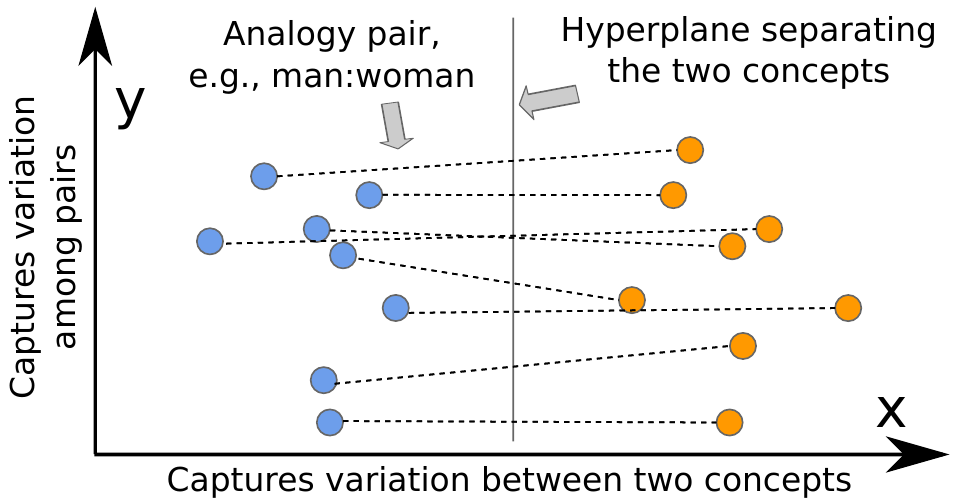 Analogy pair,
e.g., man:woman
Hyperplane separating
the two concepts
y
Captures variation
among pairs
x
Captures variation between two concepts